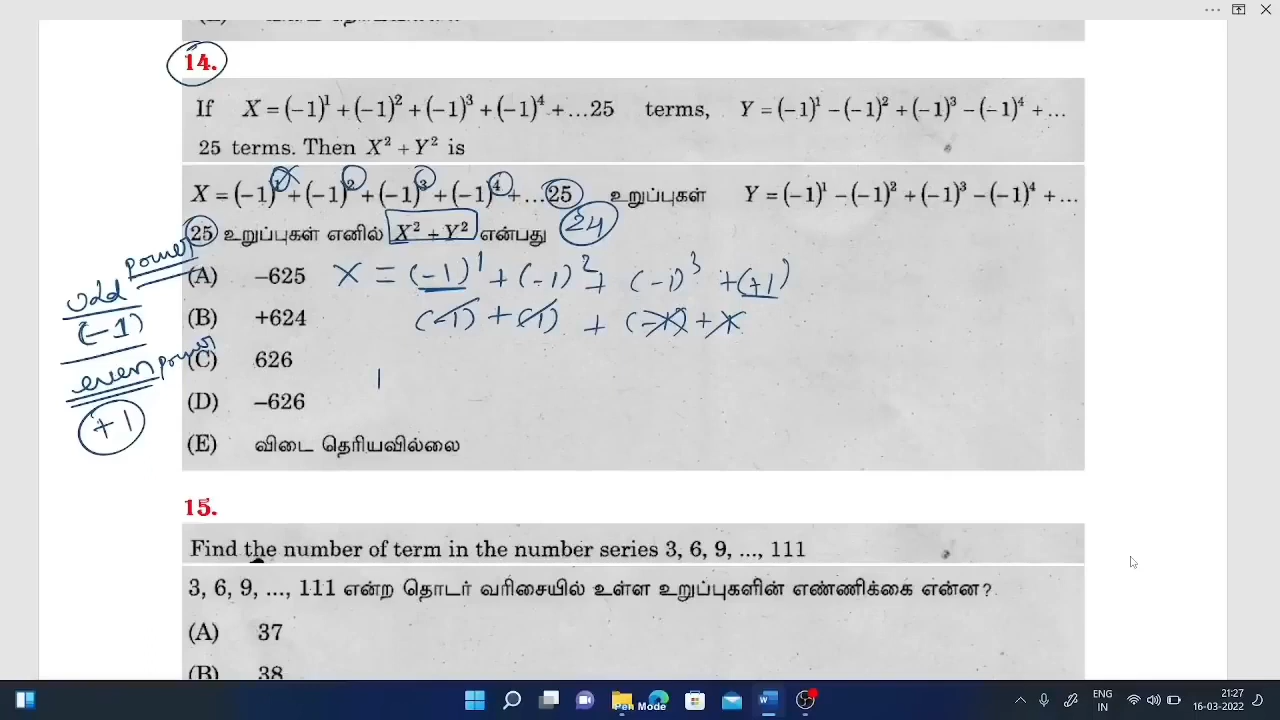 14.
If X = (−1)¹ + (−1)² + (−1)³ + (−1)⁴ + ...25 terms, Y = (−1)¹ − (−1)² + (−1)³ − (−1)⁴ + ...
25 terms. Then X² + Y² is
X = (−1)¹ + (−1)² + (−1)³ + (−1)⁴ + ...25 உறுப்புகள் Y = (−1)¹ − (−1)² + (−1)³ − (−1)⁴ + ...
25 உறுப்புகள் எனில் X² + Y² என்பது 24
power
odd
(−1)
even power
+1
(A) −625 X = (−1)¹ + (−1)² + (−1)³ + (+1)
(B) +624
(C) 626
(D) −626
(E) விடை தெரியவில்லை
15.
Find the number of term in the number series 3, 6, 9, ..., 111
3, 6, 9, ..., 111 என்ற தொடர் வரிசையில் உள்ள உறுப்புகளின் எண்ணிக்கை என்ன?
(A) 37
(B) 38
Pen Mode
ENG
IN
21:27
16-03-2022